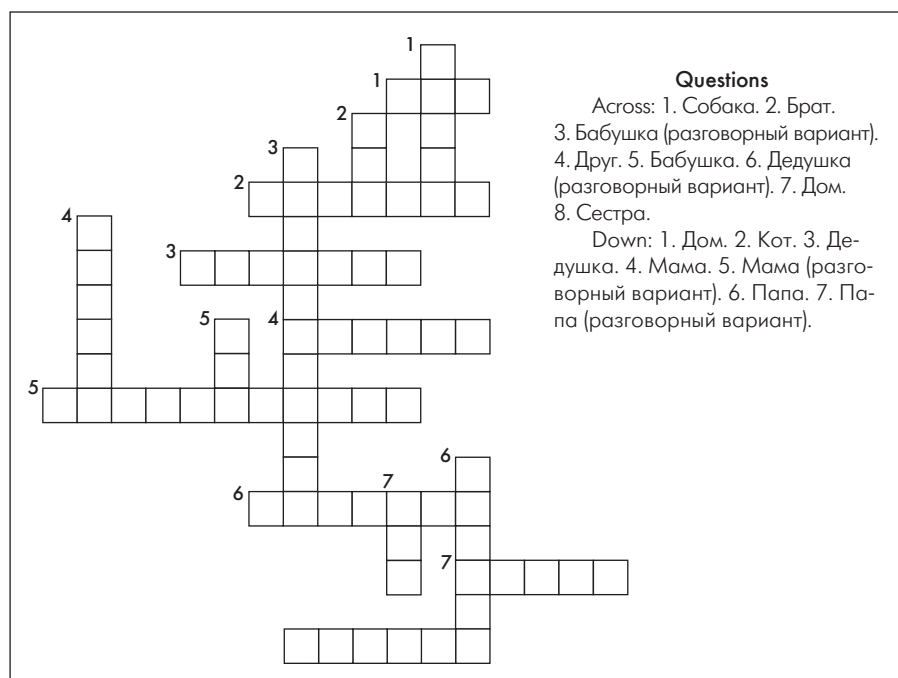 1
1
2
3
2
4
3
5
4
5
6
7
6
7
Questions
Across: 1. Собака. 2. Брат.
3. Бабушка (разговорный вариант).
4. Друг. 5. Бабушка. 6. Дедушка
(разговорный вариант). 7. Дом.
8. Сестра.
Down: 1. Дом. 2. Кот. 3. Де-
душка. 4. Мама. 5. Мама (разго-
ворный вариант). 6. Папа. 7. Па-
па (разговорный вариант).